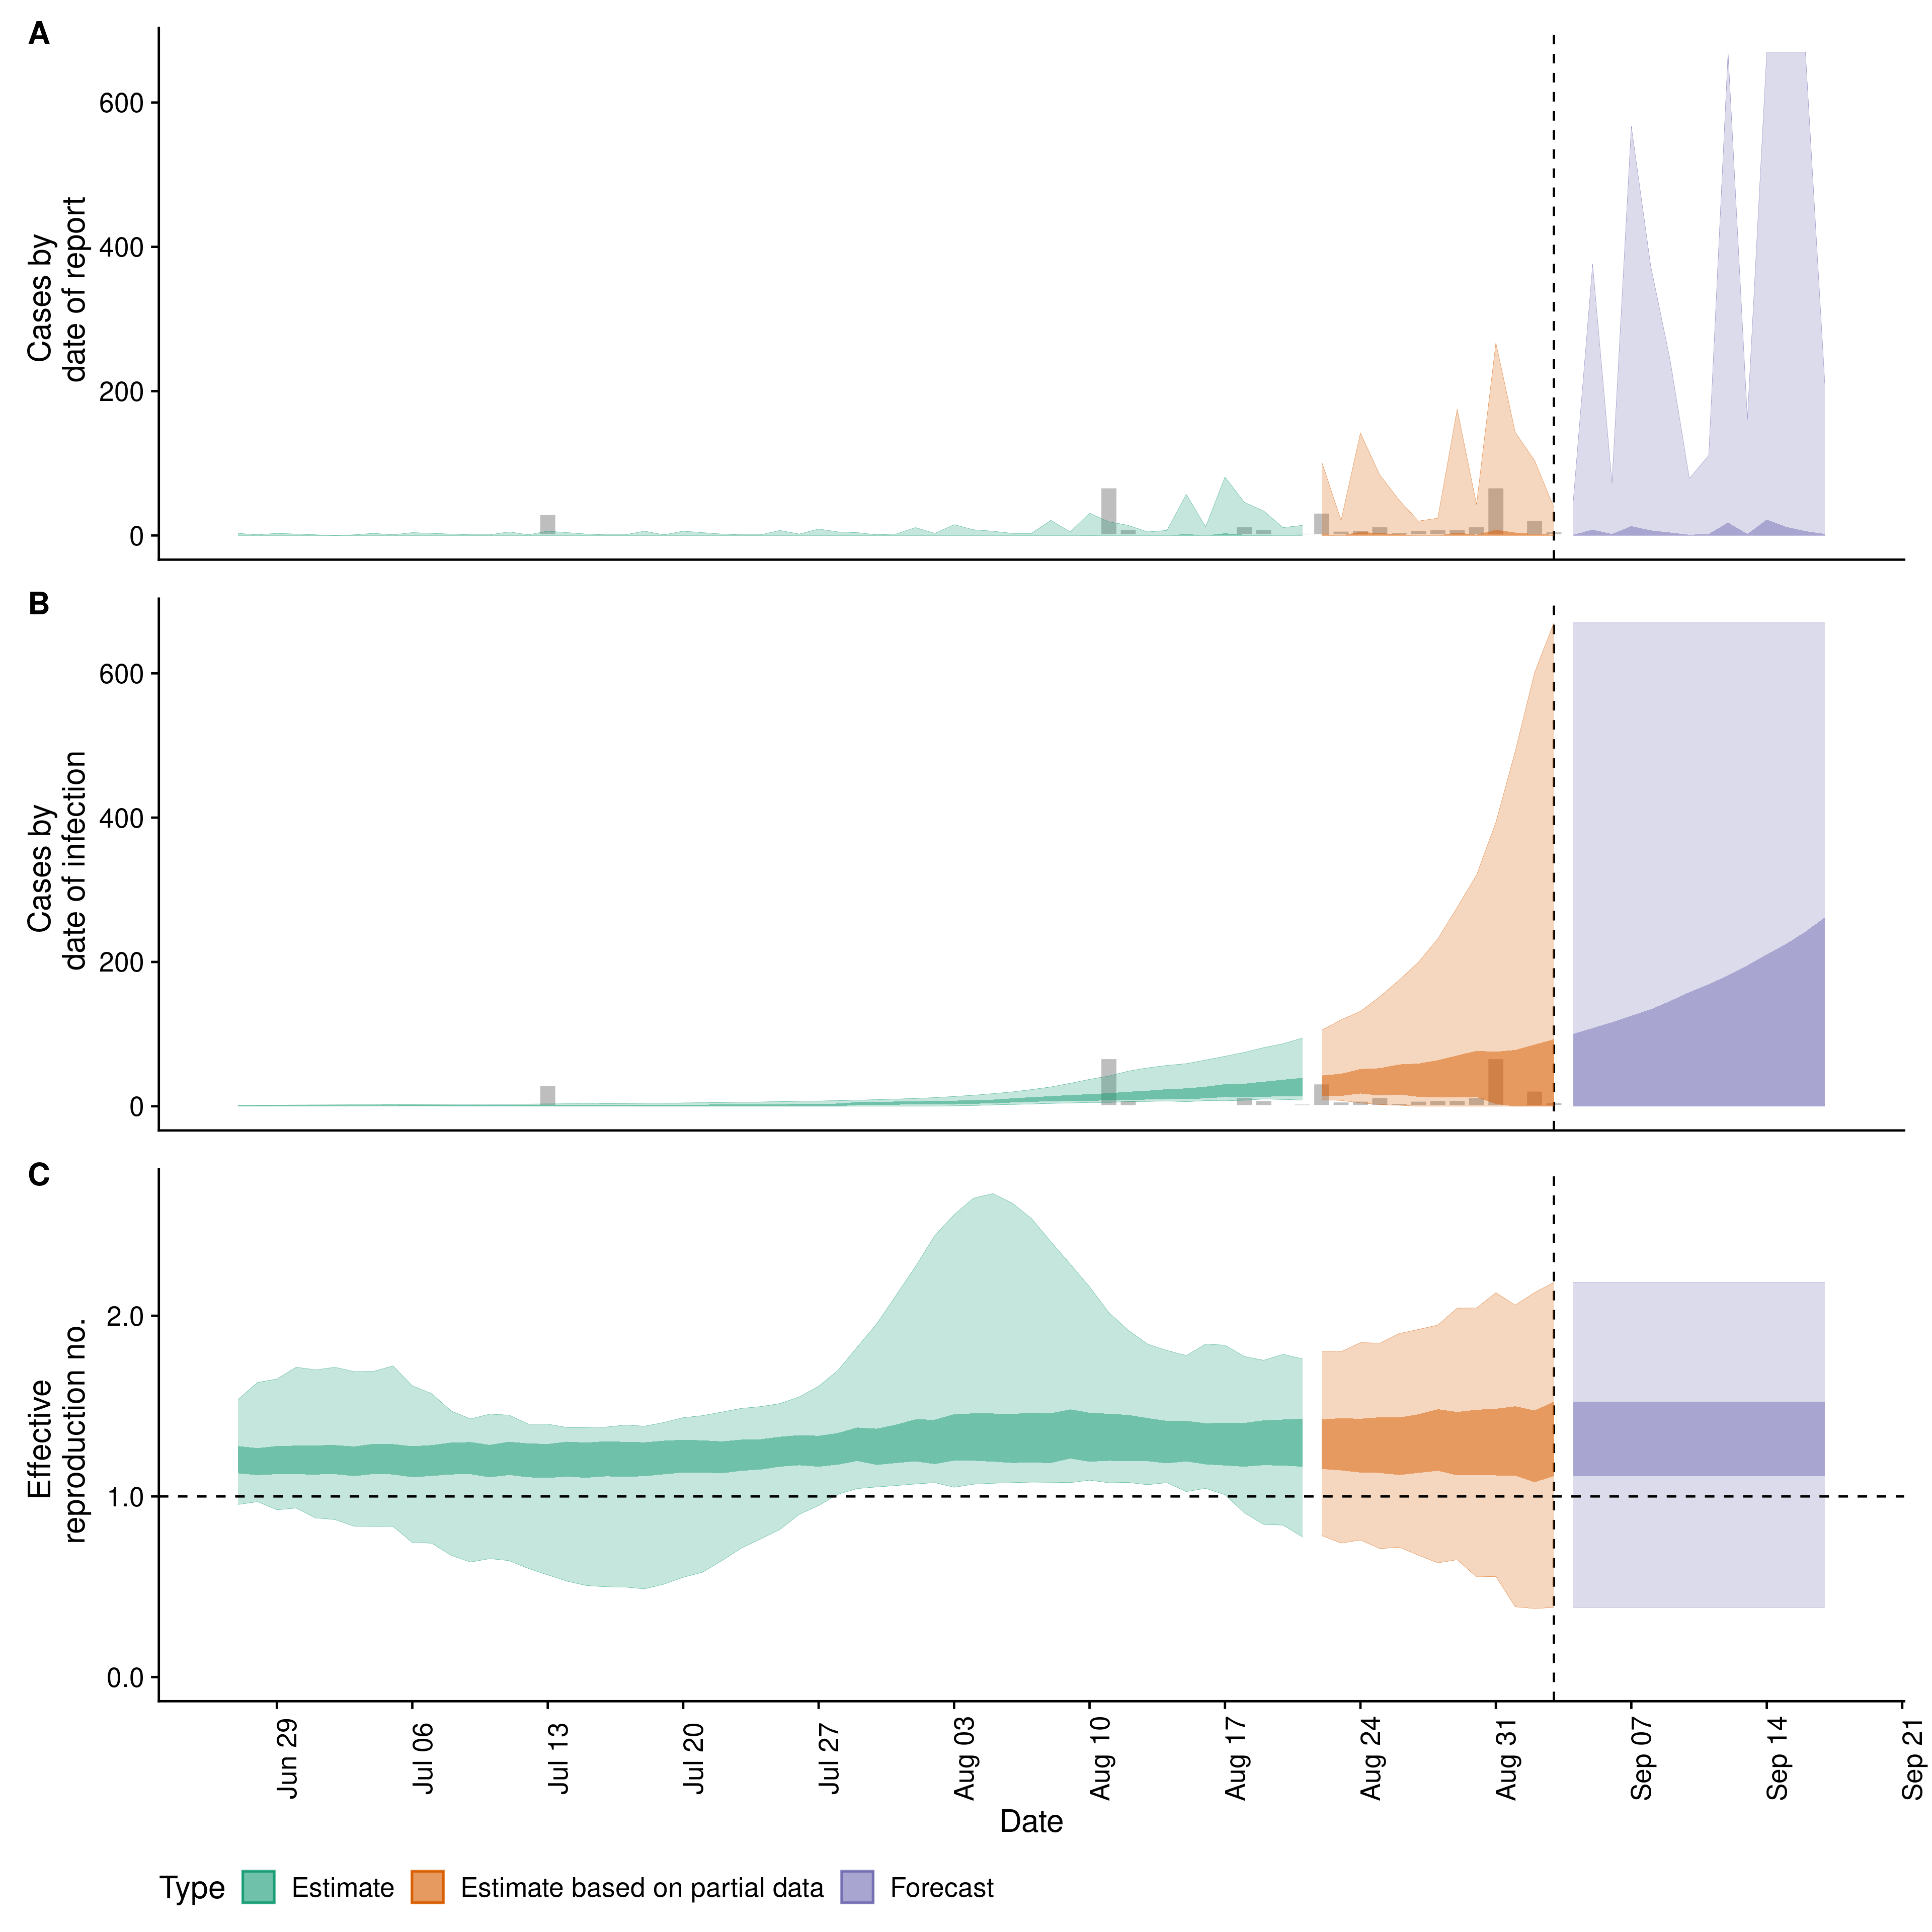 A
Cases by
date of report
600
400
200
0
B
Cases by
date of infection
600
400
200
0
C
Effective
reproduction no.
2.0
1.0
0.0
Jun 29
Jul 06
Jul 13
Jul 20
Jul 27
Aug 03
Aug 10
Aug 17
Aug 24
Aug 31
Sep 07
Sep 14
Sep 21
Date
Type Estimate Estimate based on partial data Forecast